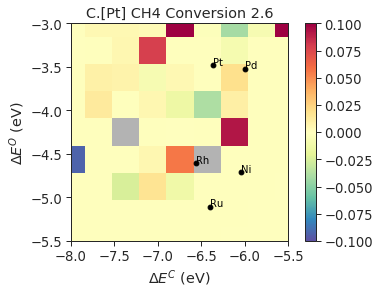 C.[Pt] CH4 Conversion 2.6
−3.0
−3.5
−4.0
−4.5
−5.0
−5.5
ΔE^O (eV)
Pt
Pd
Rh
Ni
Ru
−8.0 −7.5 −7.0 −6.5 −6.0 −5.5
ΔE^C (eV)
0.100
0.075
0.050
0.025
0.000
−0.025
−0.050
−0.075
−0.100